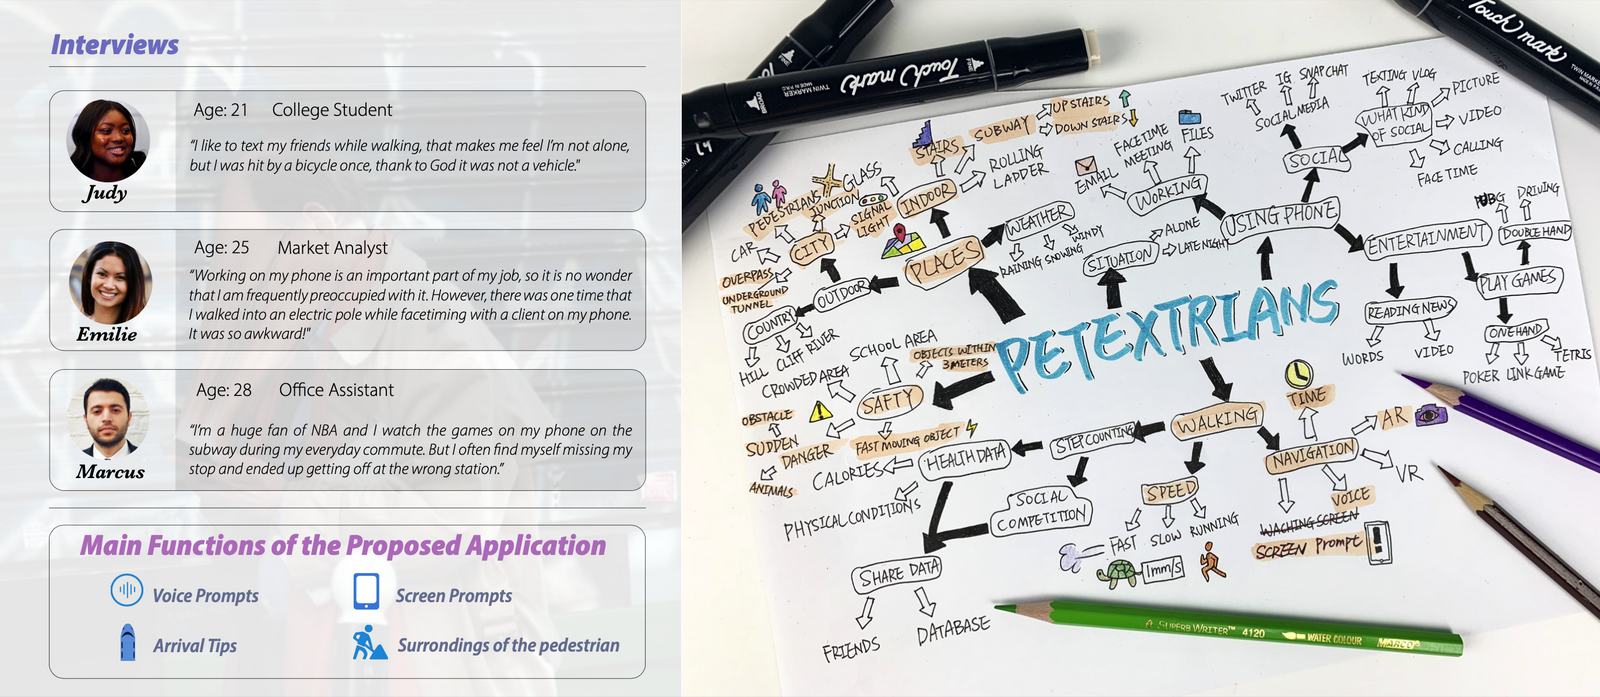 Interviews
Age: 21 College Student
"I like to text my friends while walking, that makes me feel I'm not alone,
but I was hit by a bicycle once, thank to God it was not a vehicle."
Judy
Age: 25 Market Analyst
"Working on my phone is an important part of my job, so it is no wonder
that I am frequently preoccupied with it. However, there was one time that
I walked into an electric pole while facetiming with a client on my phone.
It was so awkward!"
Emilie
Age: 28 Office Assistant
"I'm a huge fan of NBA and I watch the games on my phone on the
subway during my everyday commute. But I often find myself missing my
stop and ended up getting off at the wrong station."
Marcus
Main Functions of the Proposed Application
Voice Prompts
Screen Prompts
Arrival Tips
Surrondings of the pedestrian
PETEXTRIANS
PLACES
INDOOR
STAIRS
SUBWAY
UPSTAIRS
DOWN STAIRS
ROLLING
LADDER
GLASS
WEATHER
RAINING
SNOWING
WINDY
OUTDOOR
CITY
SIGNAL
LIGHT
JUNCTION
PEDESTRIANS
CAR
OVERPASS
UNDERGROUND
TUNNEL
COUNTRY
HILL
CLIFF
RIVER
SITUATION
ALONE
LATE NIGHT
USING PHONE
WORKING
EMAIL
FACETIME
MEETING
FILES
SOCIAL
SOCIAL MEDIA
TWITTER
IG
SNAPCHAT
WHAT KIND
OF SOCIAL
TEXTING
VLOG
PICTURE
VIDEO
CALLING
FACE TIME
ENTERTAINMENT
READING NEWS
WORDS
VIDEO
PLAY GAMES
DOUBLE HAND
PUBG
DRIVING
ONE HAND
POKER
LINK GAME
TETRIS
SAFTY
SCHOOL AREA
OBJECTS WITHIN
3 METERS
CROWDED AREA
SUDDEN
DANGER
OBSTACLE
ANIMALS
FAST MOVING OBJECT
WALKING
STEP COUNTING
HEALTH DATA
CALORIES
PHYSICAL CONDITIONS
SOCIAL
COMPETITION
SHARE DATA
FRIENDS
DATABASE
SPEED
FAST
SLOW
RUNNING
1mm/s
NAVIGATION
TIME
AR
VR
VOICE
WACHING SCREEN
SCREEN Prompt
Touch mark
TWIN MARKER
MADE IN P.R.C
BROAD
FINE
Touch mark
SUPERB WRITER™ 4120 WATER COLOUR MARCO